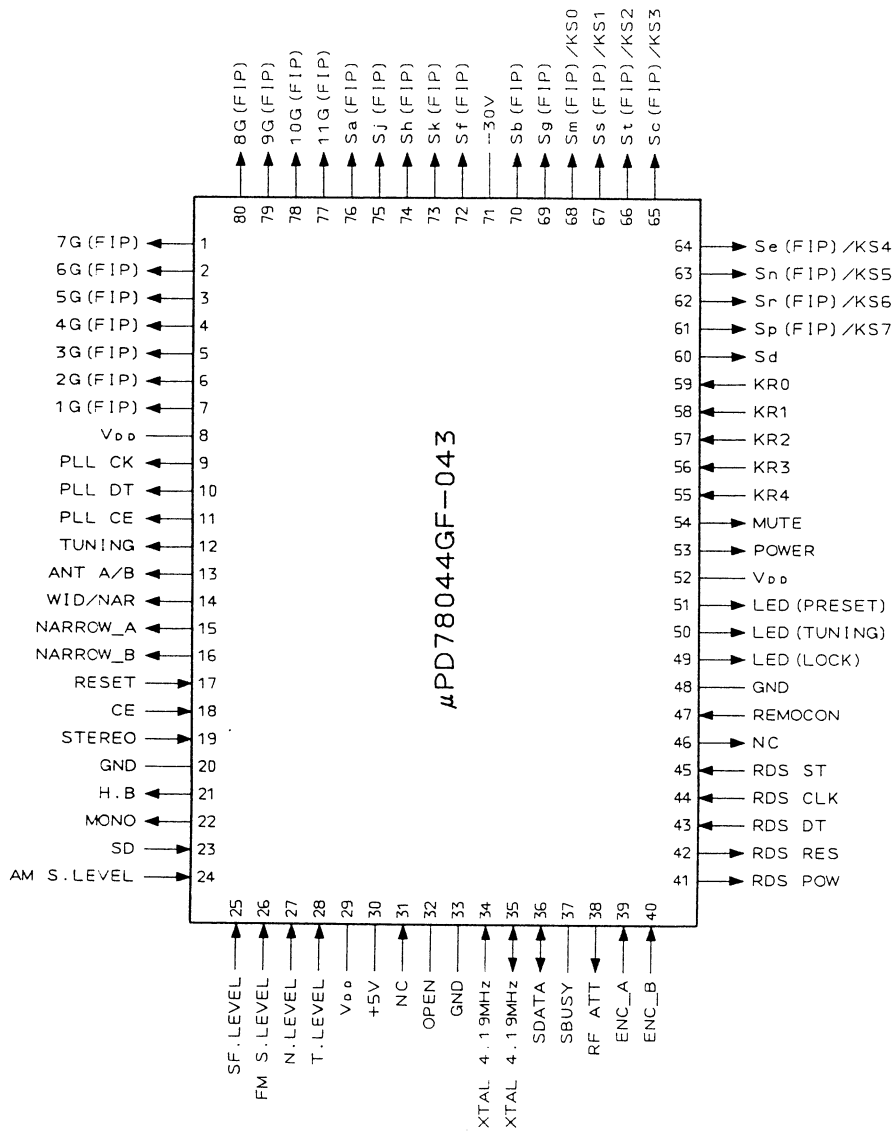 8G(FIP)
9G(FIP)
10G(FIP)
11G(FIP)
Sa(FIP)
Sj(FIP)
Sh(FIP)
Sk(FIP)
Sf(FIP)
--30V
Sb(FIP)
Sg(FIP)
Sm(FIP)/KS0
Ss(FIP)/KS1
St(FIP)/KS2
Sc(FIP)/KS3
80 79 78 77 76 75 74 73 72 71 70 69 68 67 66 65
7G(FIP) 1
6G(FIP) 2
5G(FIP) 3
4G(FIP) 4
3G(FIP) 5
2G(FIP) 6
1G(FIP) 7
VDD 8
PLL CK 9
PLL DT 10
PLL CE 11
TUNING 12
ANT A/B 13
WID/NAR 14
NARROW_A 15
NARROW_B 16
RESET 17
CE 18
STEREO 19
GND 20
H.B 21
MONO 22
SD 23
AM S.LEVEL 24
µPD78044GF-043
64 Se(FIP)/KS4
63 Sn(FIP)/KS5
62 Sr(FIP)/KS6
61 Sp(FIP)/KS7
60 Sd
59 KR0
58 KR1
57 KR2
56 KR3
55 KR4
54 MUTE
53 POWER
52 VDD
51 LED(PRESET)
50 LED(TUNING)
49 LED(LOCK)
48 GND
47 REMOCON
46 NC
45 RDS ST
44 RDS CLK
43 RDS DT
42 RDS RES
41 RDS POW
25 26 27 28 29 30 31 32 33 34 35 36 37 38 39 40
SF.LEVEL
FM S.LEVEL
N.LEVEL
T.LEVEL
VDD
+5V
NC
OPEN
GND
XTAL 4.19MHz
XTAL 4.19MHz
SDATA
SBUSY
RF ATT
ENC_A
ENC_B